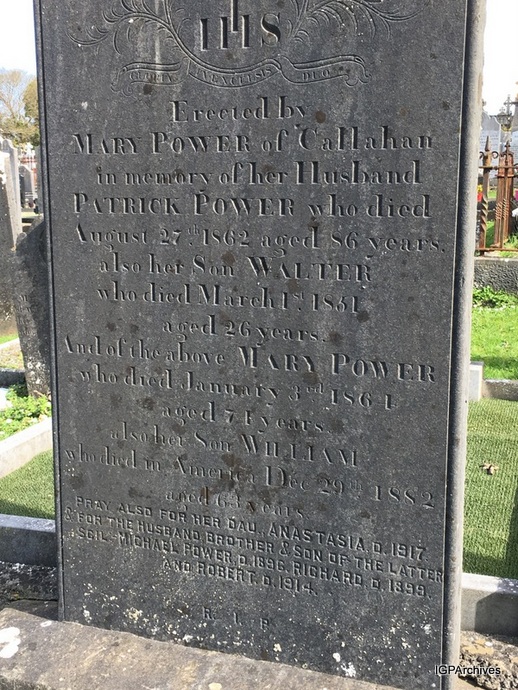 IHS
GLORIA IN EXCELSIS DEO
Erected by
MARY POWER of Callahan
in memory of her Husband
PATRICK POWER who died
August 27th 1862 aged 86 years.
also her Son WALTER
who died March 1st 1851
aged 26 years.
And of the above MARY POWER
who died January 3rd 1864
aged 74 years
also her Son WILLIAM
who died in America Dec 29th 1882
aged years
PRAY ALSO FOR HER DAU. ANASTASIA. D. 1917.
& FOR THE HUSBAND BROTHER & SON OF THE LATTER
SCIL- MICHAEL POWER. D. 1896. RICHARD. D. 1899.
AND ROBERT. D. 1914.
R. I. P.
IGPArchives